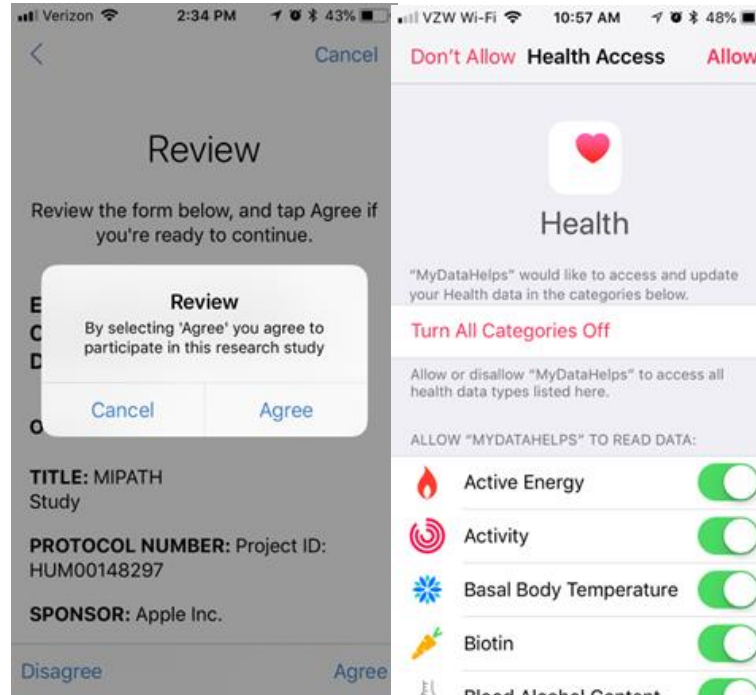 Verizon 2:34 PM 43%
Cancel
Review
Review the form below, and tap Agree if
you're ready to continue.
E
C
D
Review
By selecting 'Agree' you agree to
participate in this research study
Cancel Agree
O
TITLE: MIPATH
Study
PROTOCOL NUMBER: Project ID:
HUM00148297
SPONSOR: Apple Inc.
Disagree Agree
VZW Wi-Fi 10:57 AM 48%
Don't Allow Health Access Allow
Health
"MyDataHelps" would like to access and update
your Health data in the categories below.
Turn All Categories Off
Allow or disallow "MyDataHelps" to access all
health data types listed here.
ALLOW "MYDATAHELPS" TO READ DATA:
Active Energy
Activity
Basal Body Temperature
Biotin
Blood Alcohol Content